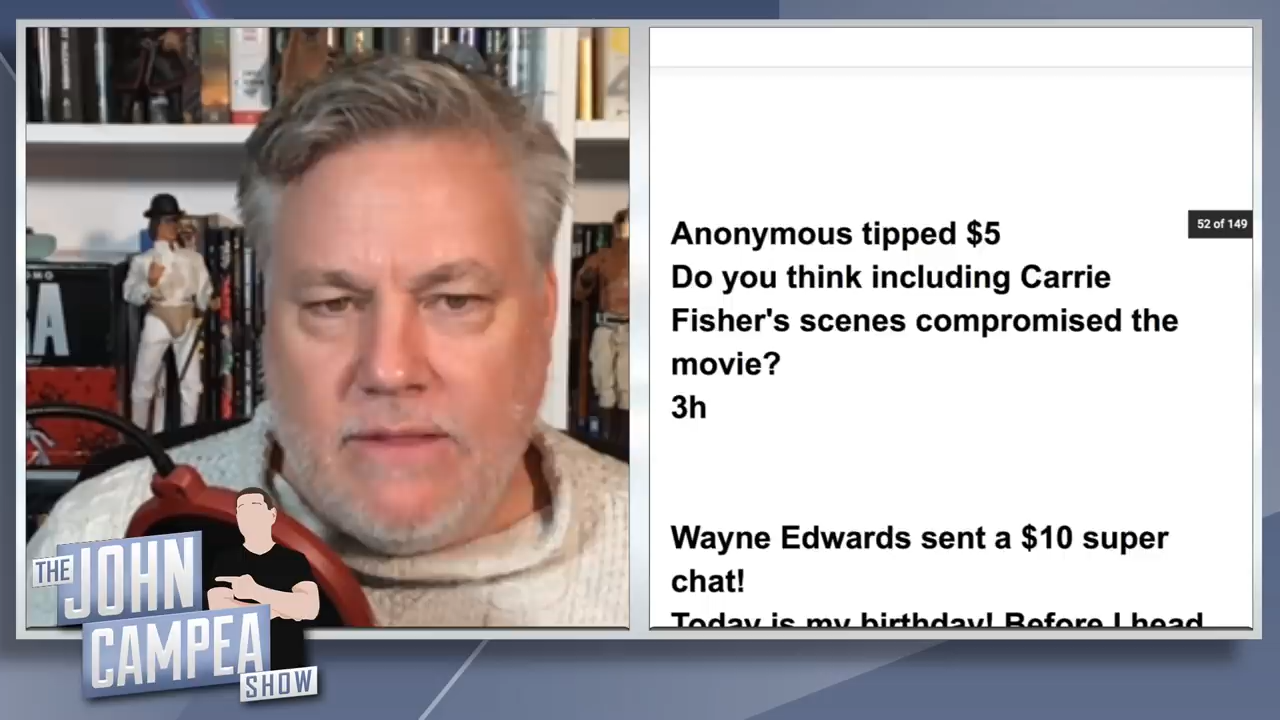 52 of 149
Anonymous tipped $5
Do you think including Carrie
Fisher's scenes compromised the
movie?
3h
Wayne Edwards sent a $10 super
chat!
Today is my birthday! Before I head
THE
JOHN
CAMPEA
SHOW